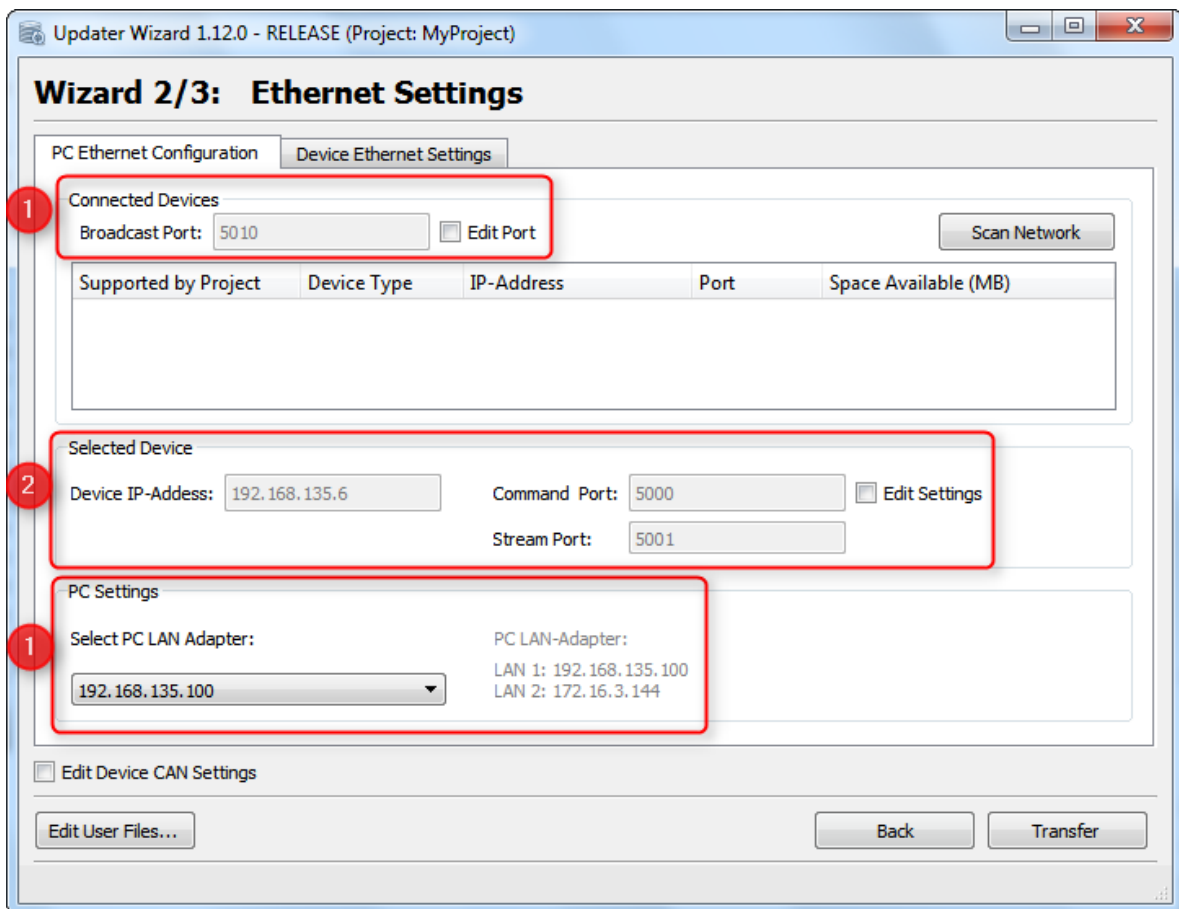 Updater Wizard 1.12.0 - RELEASE (Project: MyProject)
Wizard 2/3: Ethernet Settings
PC Ethernet Configuration Device Ethernet Settings
1
Connected Devices
Broadcast Port: 5010 Edit Port Scan Network
Supported by Project Device Type IP-Address Port Space Available (MB)
2
Selected Device
Device IP-Addess: 192.168.135.6 Command Port: 5000 Edit Settings
Stream Port: 5001
1
PC Settings
Select PC LAN Adapter: PC LAN-Adapter:
192.168.135.100
LAN 1: 192.168.135.100
LAN 2: 172.16.3.144
Edit Device CAN Settings
Edit User Files... Back Transfer